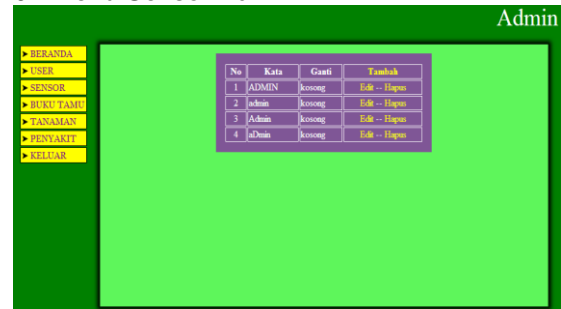 Admin
➤ BERANDA
➤ USER
➤ SENSOR
➤ BUKU TAMU
➤ TANAMAN
➤ PENYAKIT
➤ KELUAR
No Kata Ganti Tambah
1 ADMIN kosong Edit -- Hapus
2 admin kosong Edit -- Hapus
3 Admin kosong Edit -- Hapus
4 aDmin kosong Edit -- Hapus